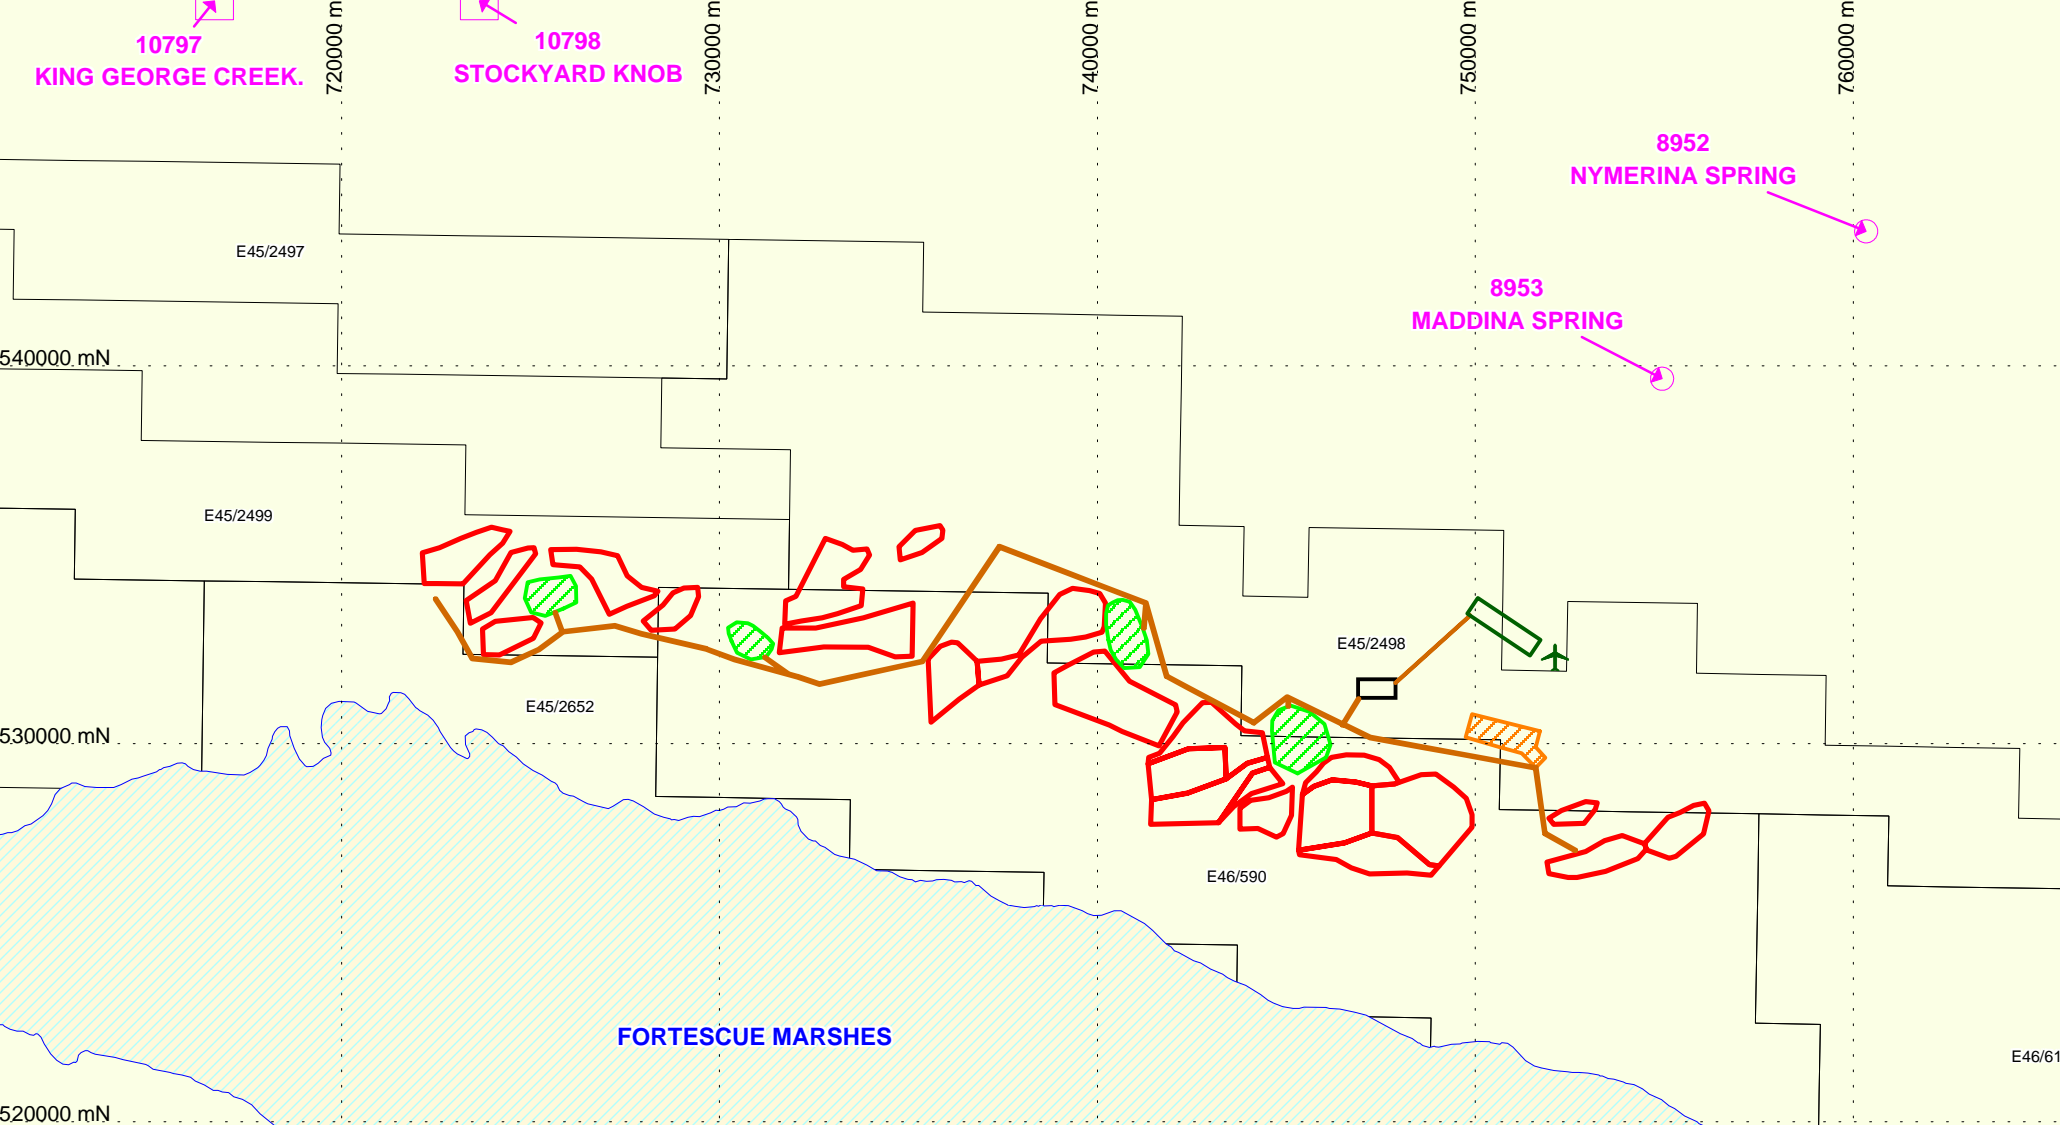 10797
KING GEORGE CREEK.
10798
STOCKYARD KNOB
720000 m
730000 m
740000 m
750000 m
760000 m
8952
NYMERINA SPRING
E45/2497
8953
MADDINA SPRING
540000 mN
E45/2499
E45/2498
E45/2652
530000 mN
E46/590
FORTESCUE MARSHES
E46/61
520000 mN